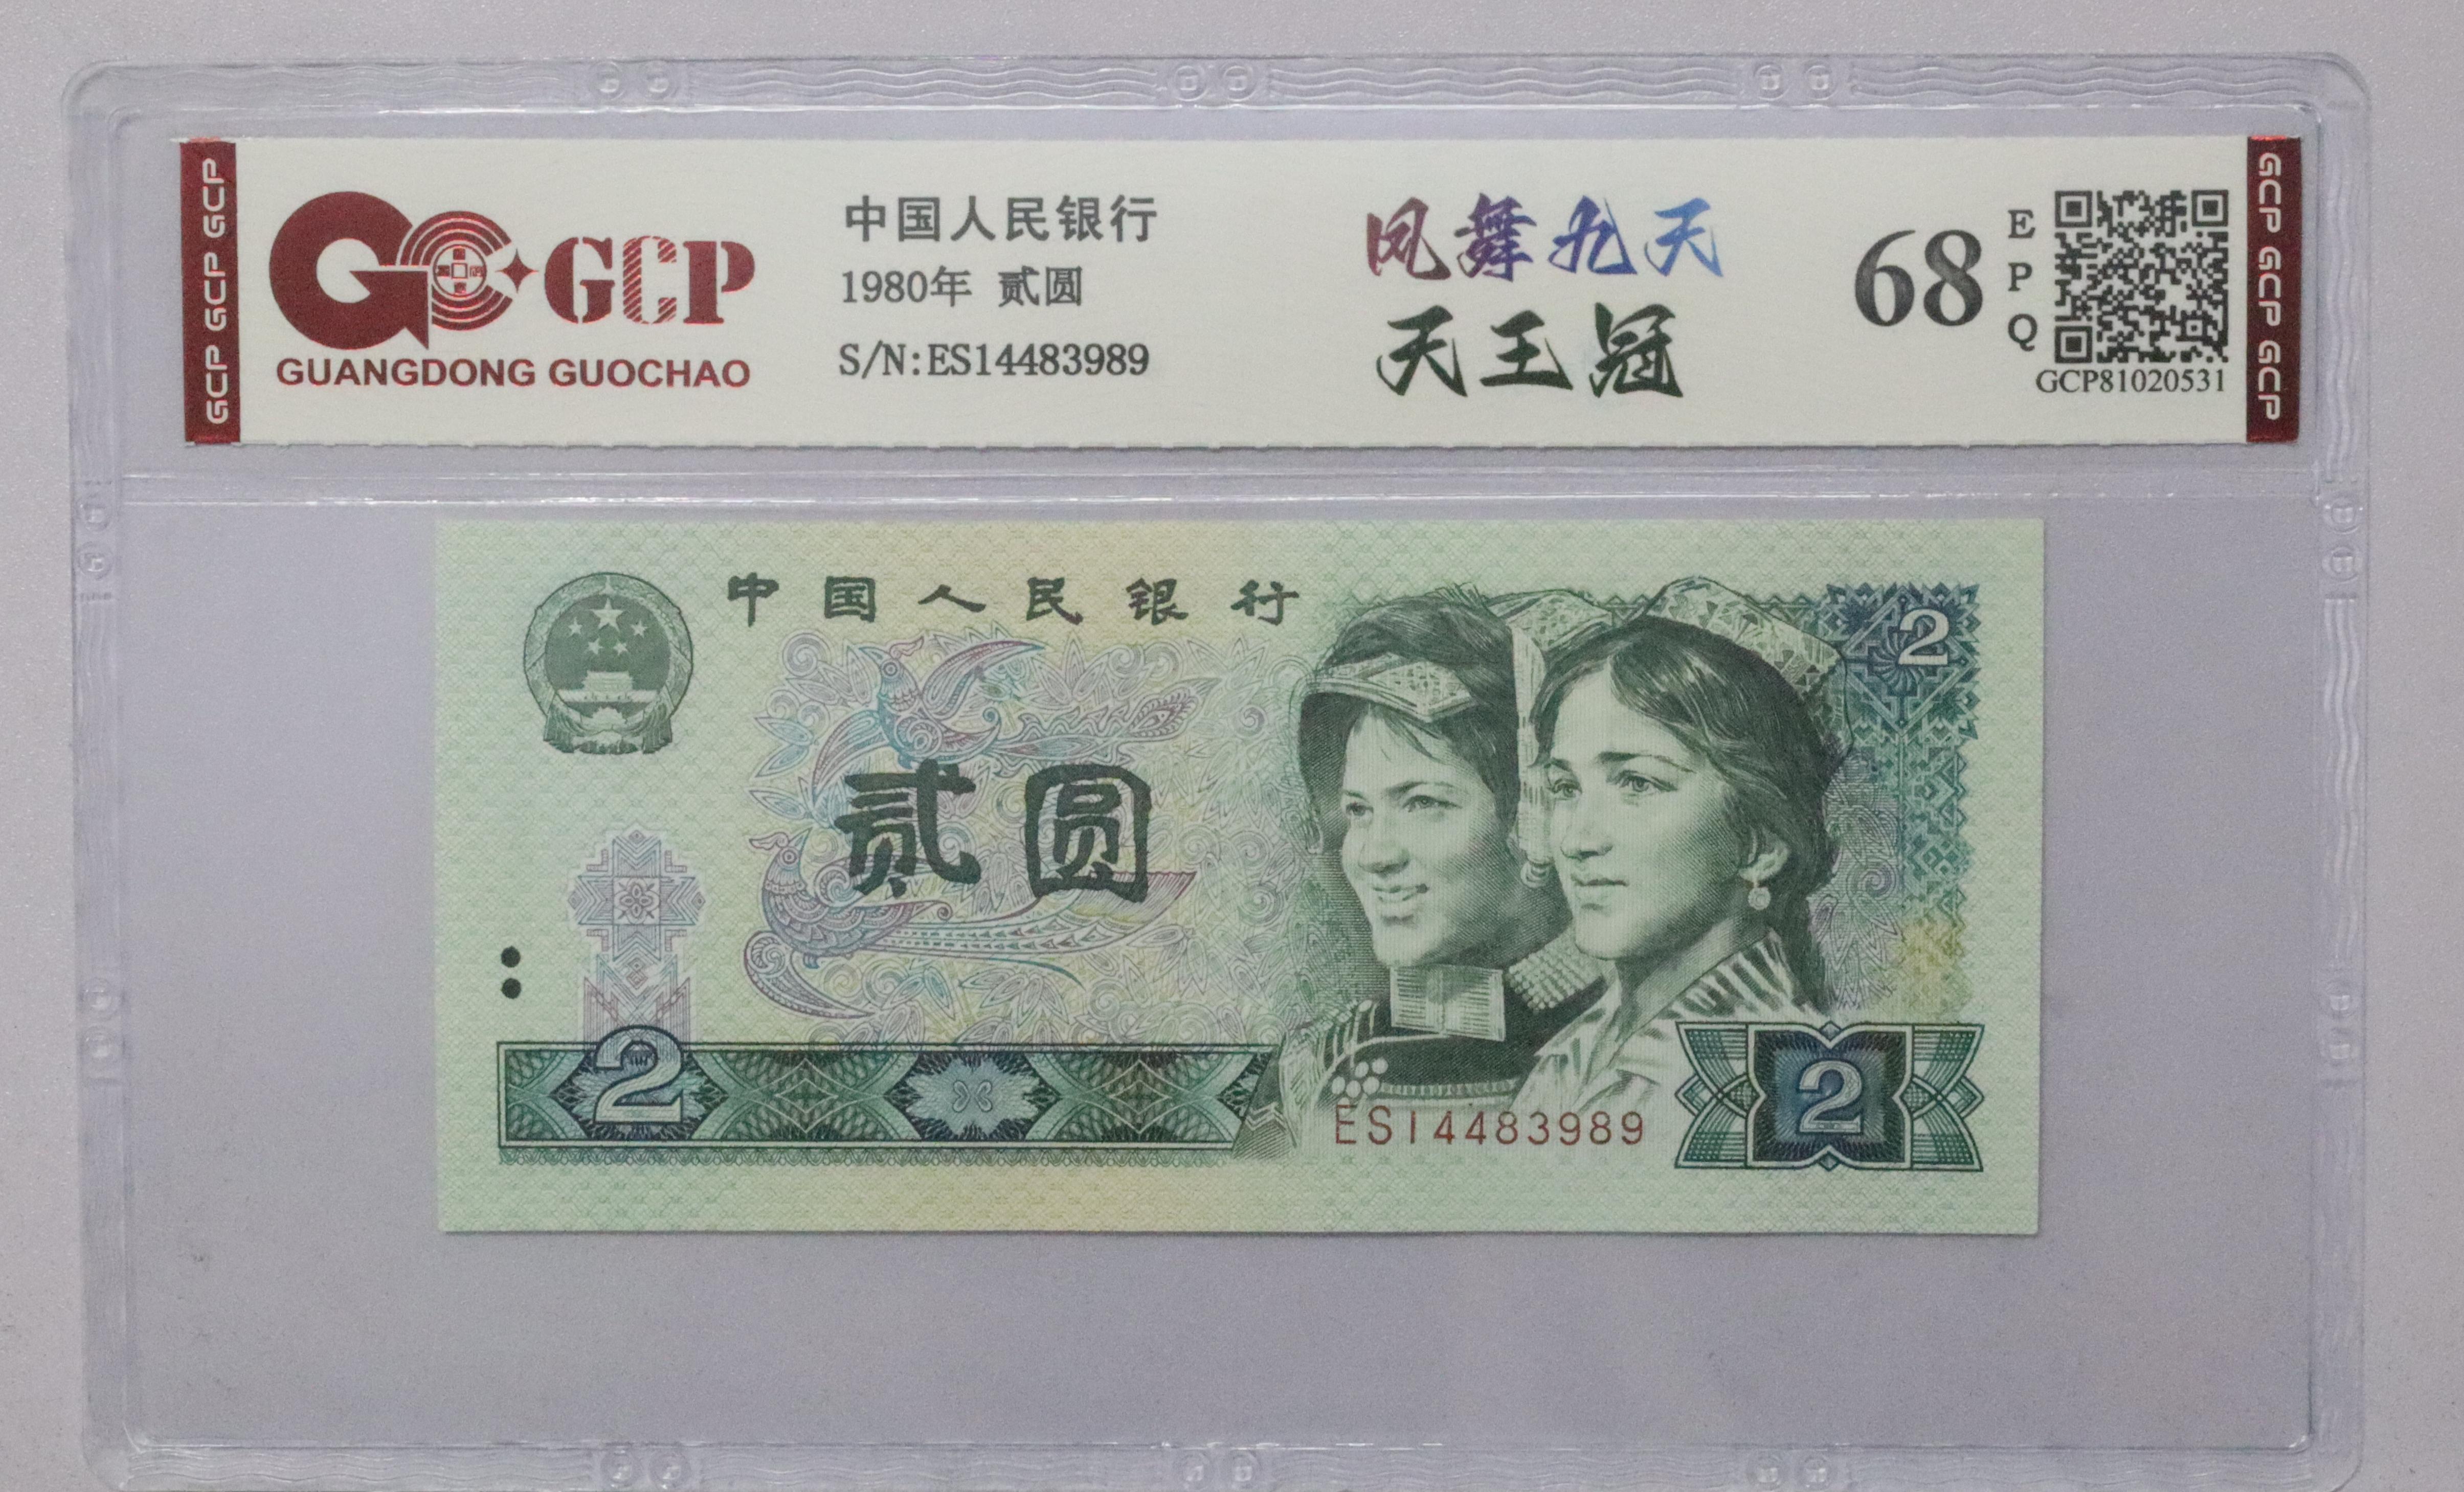 GCP GCP GCP
GCP
GUANGDONG GUOCHAO
中国人民银行
1980年 贰圆
S/N:ES14483989
凤舞九天
天王冠
68
EPQ
GCP81020531
GCP GCP GCP
中国人民银行
2
贰圆
2
ES14483989
2